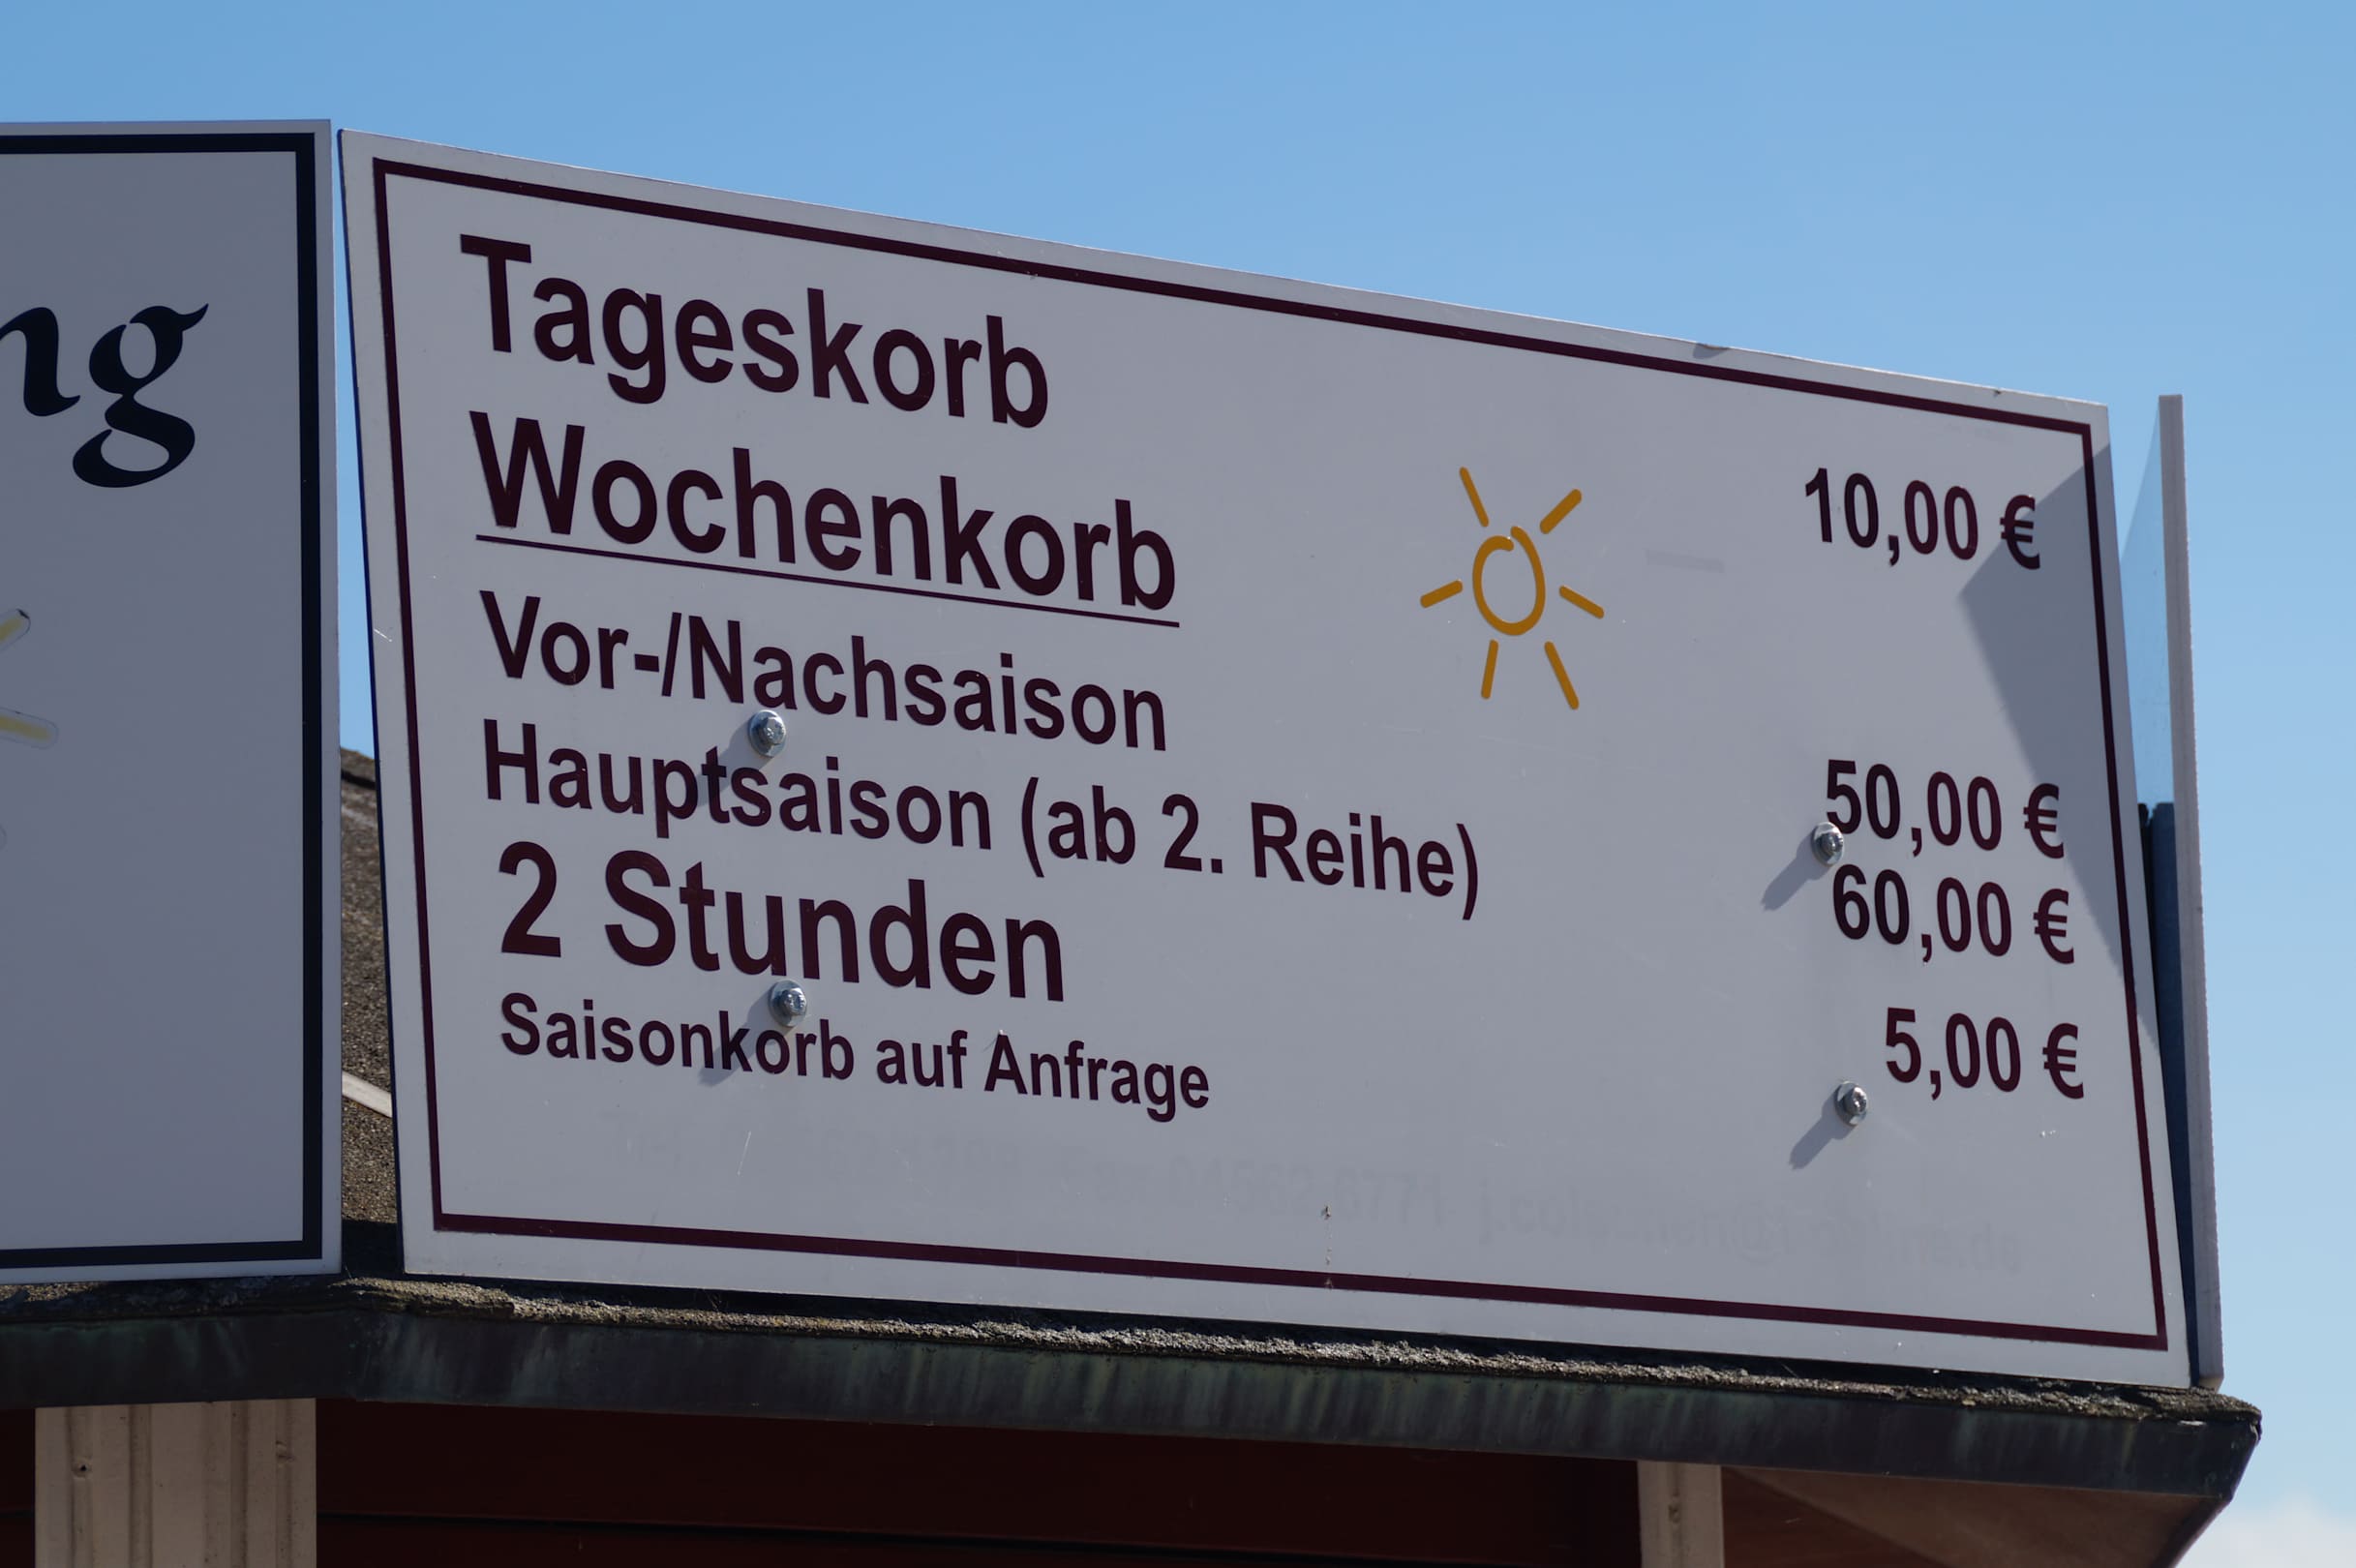 ng
Tageskorb 10,00 €
Wochenkorb
Vor-/Nachsaison 50,00 €
Hauptsaison (ab 2. Reihe) 60,00 €
2 Stunden 5,00 €
Saisonkorb auf Anfrage